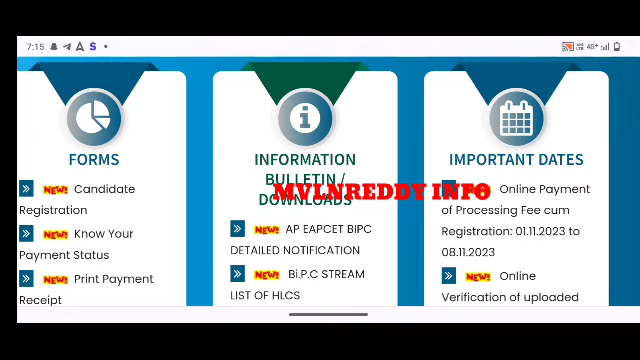 7:15
4G+
FORMS
NEW! Candidate
Registration
NEW! Know Your
Payment Status
NEW! Print Payment
Receipt
INFORMATION
BULLETIN /
DOWNLOADS
MVLNREDDY INFO
NEW! AP EAPCET BIPC
DETAILED NOTIFICATION
NEW! Bi.P.C STREAM
LIST OF HLCS
IMPORTANT DATES
Online Payment
of Processing Fee cum
Registration: 01.11.2023 to
08.11.2023
NEW! Online
Verification of uploaded